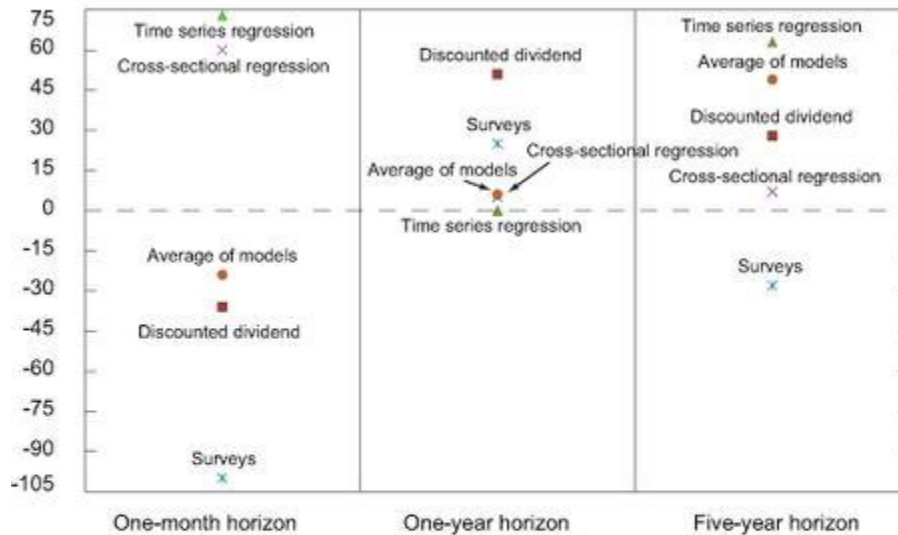 75
60
45
30
15
0
-15
-30
-45
-60
-75
-90
-105
Time series regression
Cross-sectional regression
Average of models
Discounted dividend
Surveys
Discounted dividend
Surveys
Cross-sectional regression
Average of models
Time series regression
Time series regression
Average of models
Discounted dividend
Cross-sectional regression
Surveys
One-month horizon
One-year horizon
Five-year horizon